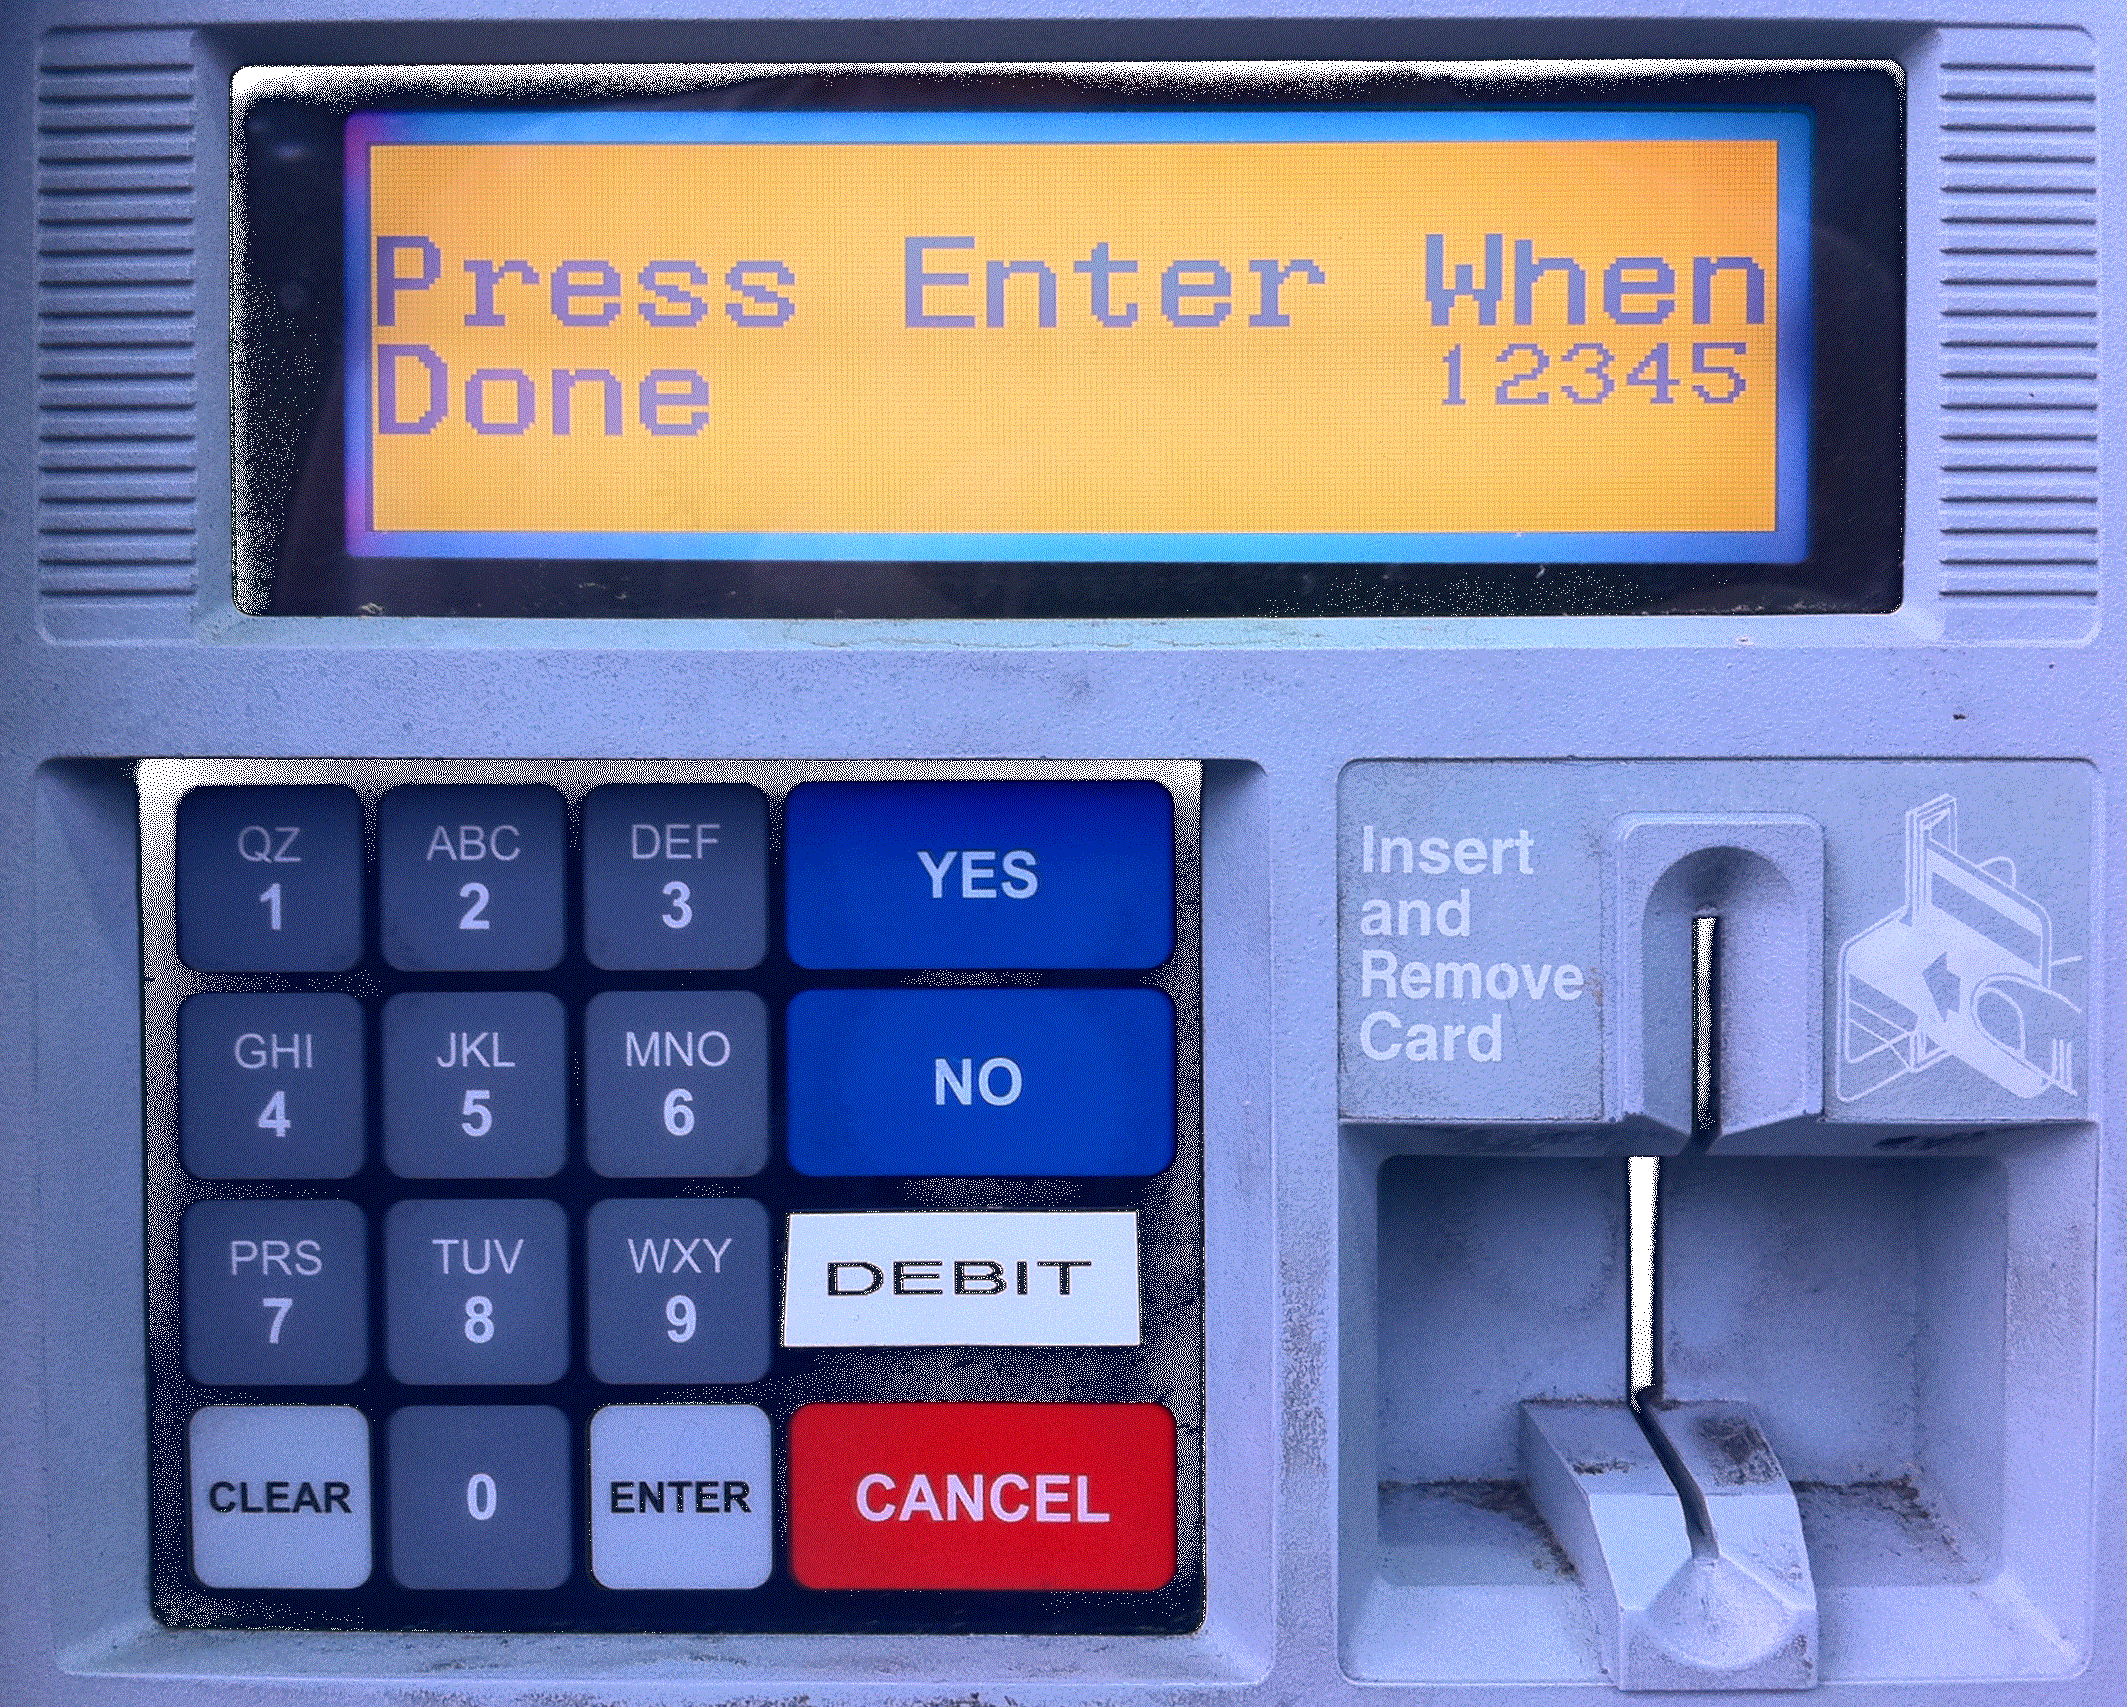 Press Enter When
Done 12345
QZ ABC DEF
1 2 3 YES
GHI JKL MNO
4 5 6 NO
PRS TUV WXY
7 8 9 DEBIT
CLEAR 0 ENTER CANCEL
Insert
and
Remove
Card